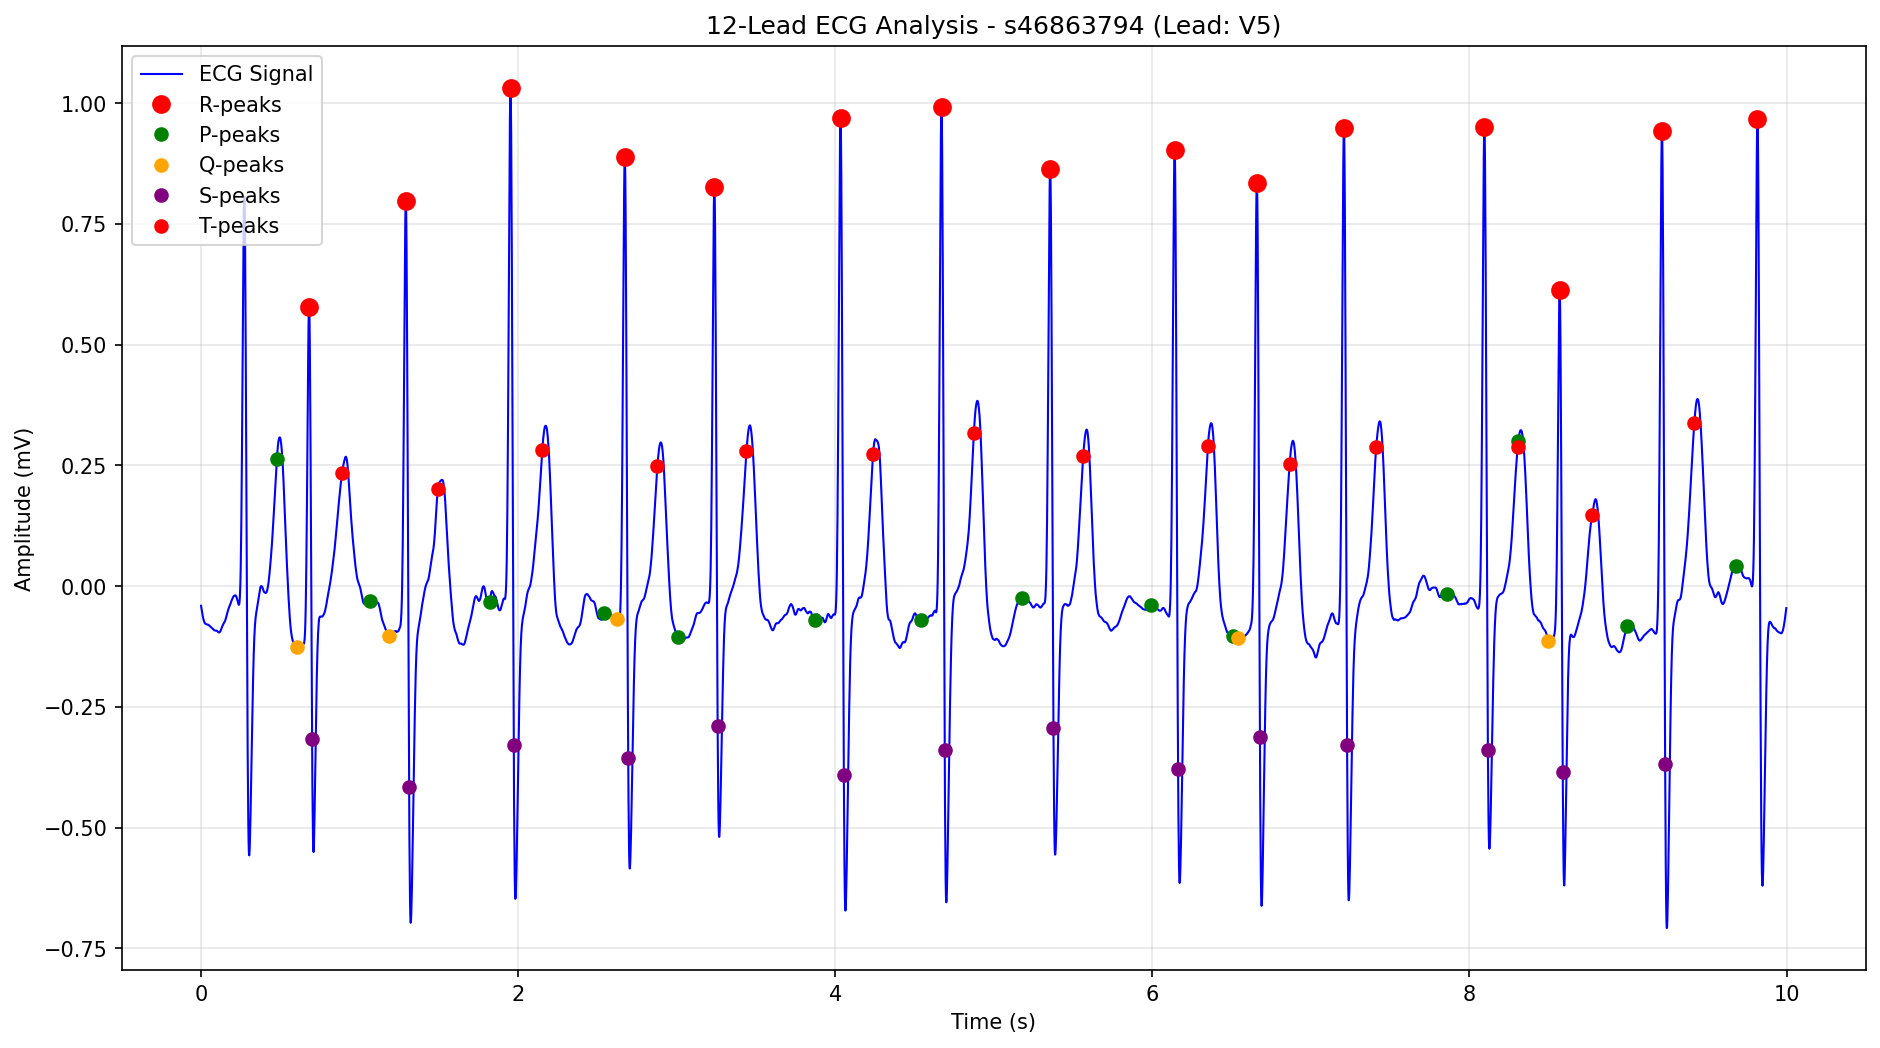 12-Lead ECG Analysis - s46863794 (Lead: V5)
ECG Signal
R-peaks
P-peaks
Q-peaks
S-peaks
T-peaks
Amplitude (mV)
1.00
0.75
0.50
0.25
0.00
−0.25
−0.50
−0.75
0 2 4 6 8 10
Time (s)